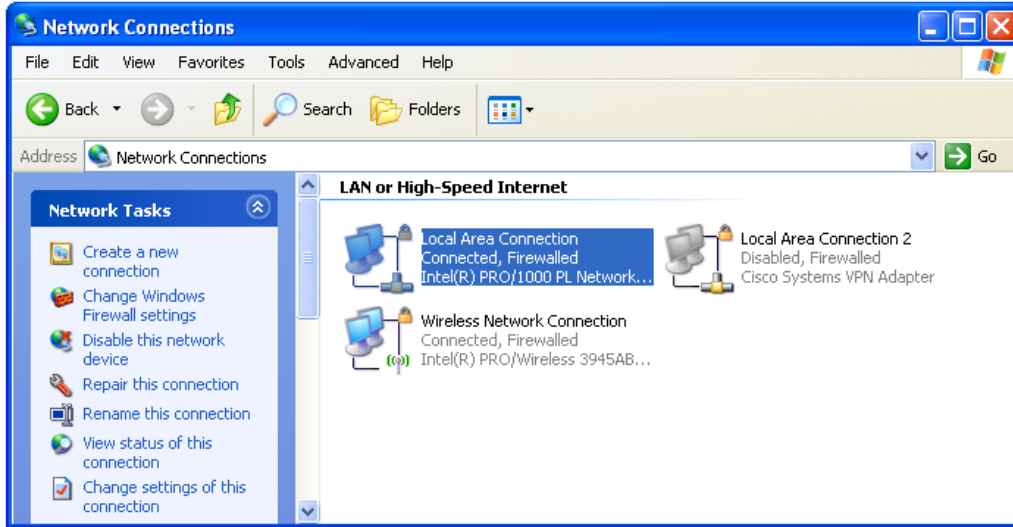 Network Connections
File Edit View Favorites Tools Advanced Help
Back Search Folders
Address Network Connections Go
Network Tasks
Create a new
connection
Change Windows
Firewall settings
Disable this network
device
Repair this connection
Rename this connection
View status of this
connection
Change settings of this
connection
LAN or High-Speed Internet
Local Area Connection
Connected, Firewalled
Intel(R) PRO/1000 PL Network...
Local Area Connection 2
Disabled, Firewalled
Cisco Systems VPN Adapter
Wireless Network Connection
Connected, Firewalled
Intel(R) PRO/Wireless 3945AB...